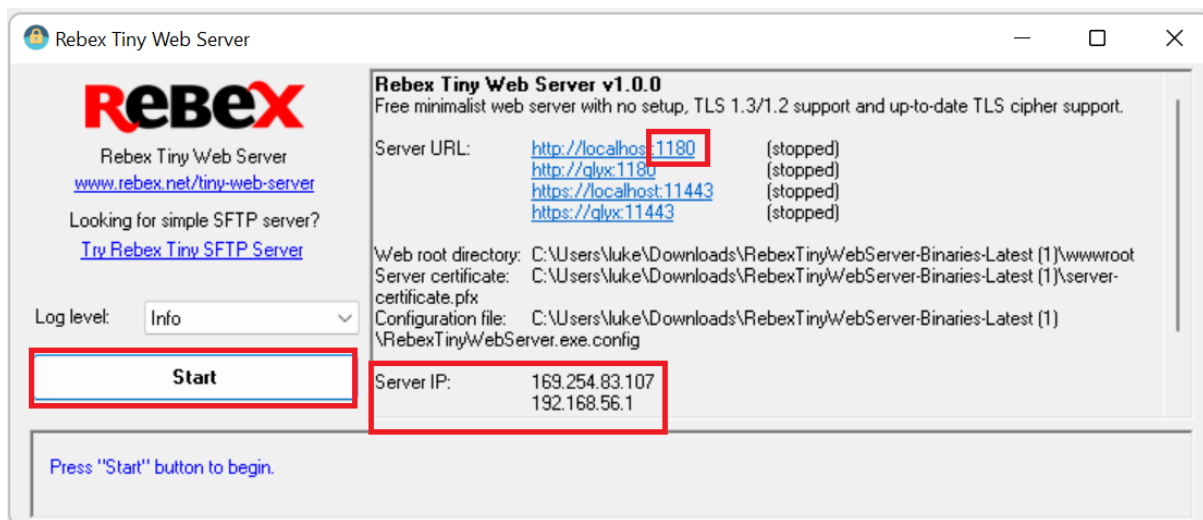 Rebex Tiny Web Server
ReBeX
Rebex Tiny Web Server
www.rebex.net/tiny-web-server
Looking for simple SFTP server?
Try Rebex Tiny SFTP Server
Log level: Info
Start
Rebex Tiny Web Server v1.0.0
Free minimalist web server with no setup, TLS 1.3/1.2 support and up-to-date TLS cipher support.
Server URL: http://localhost:1180 (stopped)
http://qlyx:1180 (stopped)
https://localhost:11443 (stopped)
https://qlyx:11443 (stopped)
Web root directory: C:\Users\luke\Downloads\RebexTinyWebServer-Binaries-Latest (1)\wwwroot
Server certificate: C:\Users\luke\Downloads\RebexTinyWebServer-Binaries-Latest (1)\server-
certificate.pfx
Configuration file: C:\Users\luke\Downloads\RebexTinyWebServer-Binaries-Latest (1)
\RebexTinyWebServer.exe.config
Server IP: 169.254.83.107
192.168.56.1
Press "Start" button to begin.